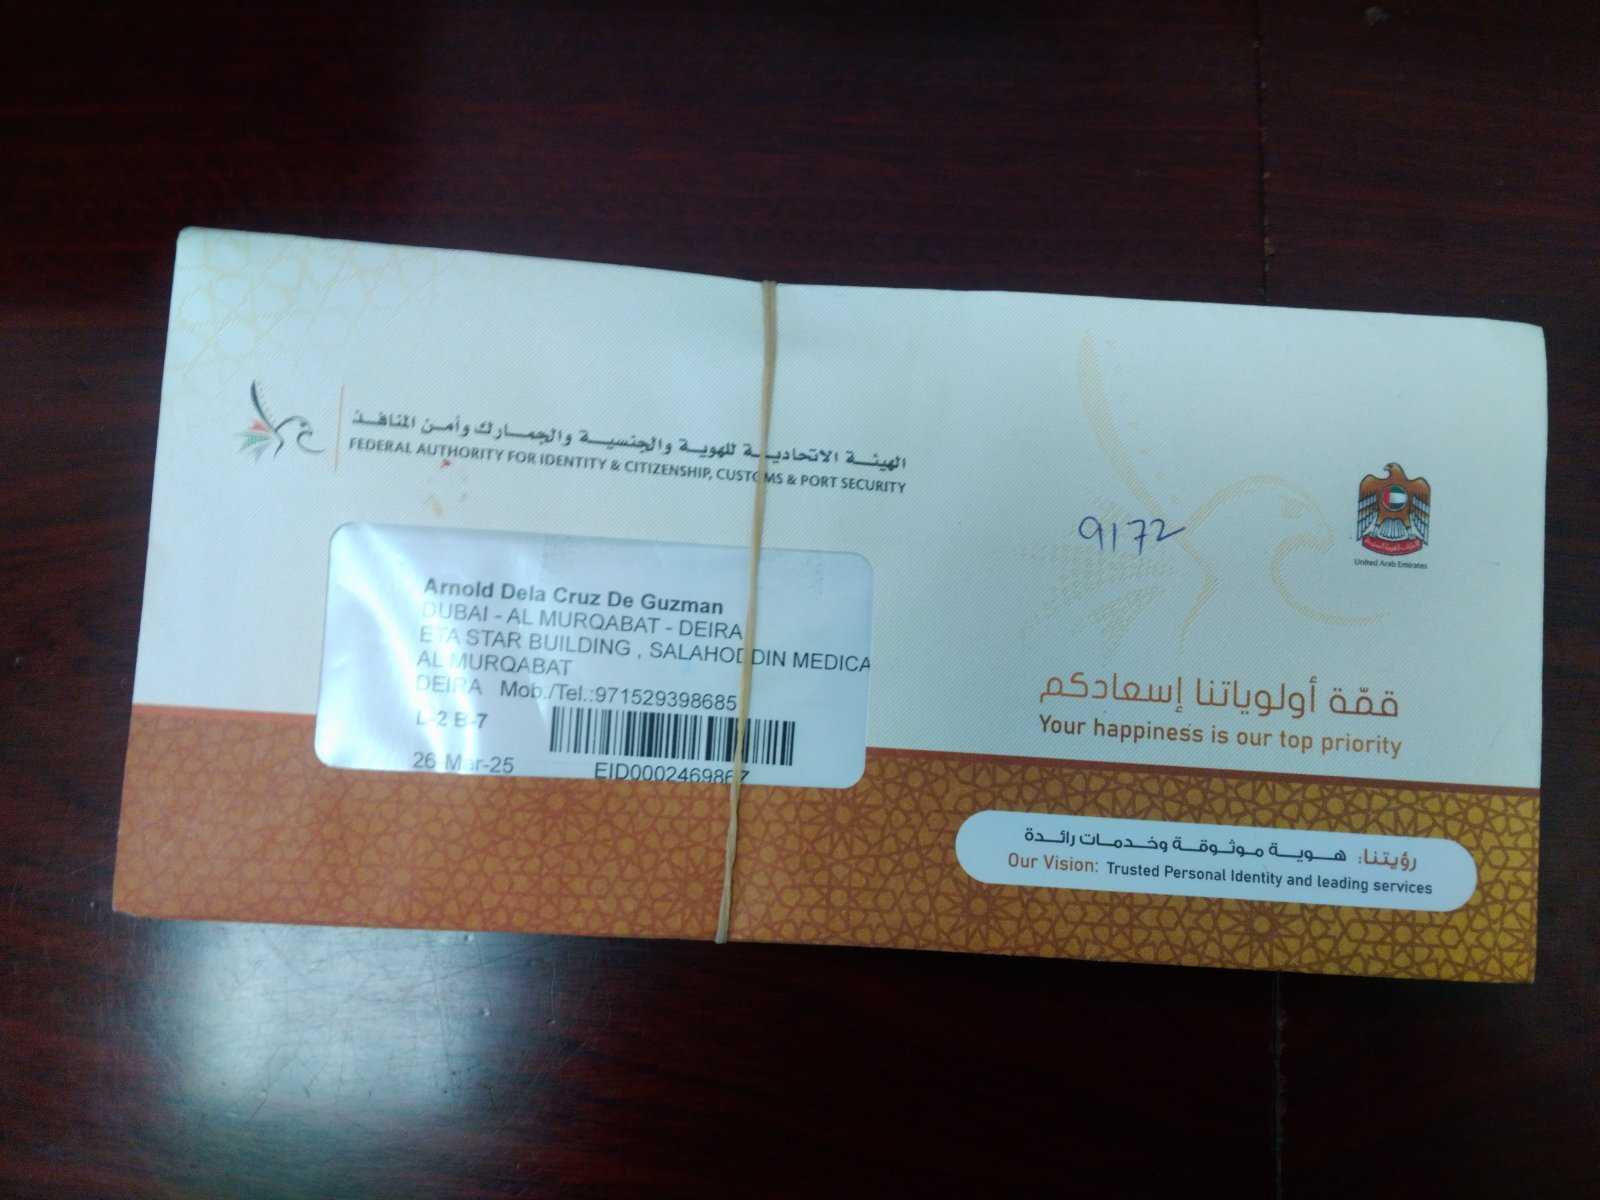 الهيئة الاتحادية للهوية والجنسية والجمارك وأمن المنافذ
FEDERAL AUTHORITY FOR IDENTITY & CITIZENSHIP, CUSTOMS & PORT SECURITY
Arnold Dela Cruz De Guzman
DUBAI - AL MURQABAT - DEIRA
ETA STAR BUILDING , SALAHODDIN MEDICA
AL MURQABAT
DEIRA Mob./Tel.:971529398685
L-2 B-7
26-Mar-25 EID0002469867
9172
United Arab Emirates
قمّة أولوياتنا إسعادكم
Your happiness is our top priority
رؤيتنا: هوية موثوقة وخدمات رائدة
Our Vision: Trusted Personal Identity and leading services